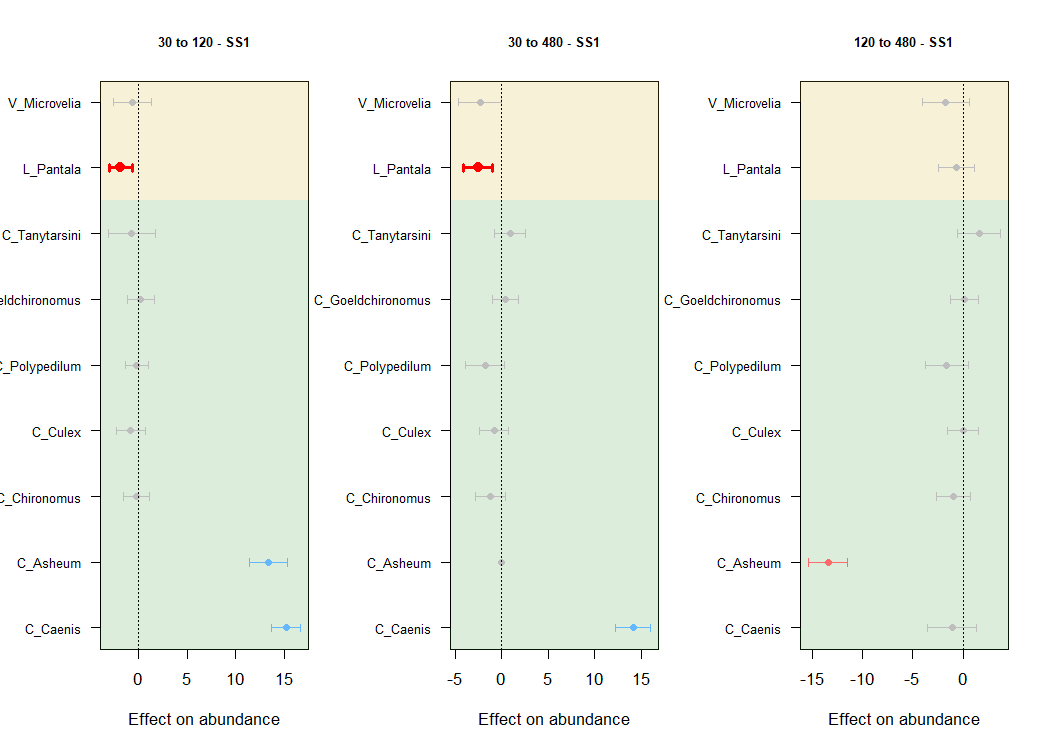 30 to 120 - SS1
V_Microvelia
L_Pantala
C_Tanytarsini
eldchironomus
C_Polypedilum
C_Culex
C_Chironomus
C_Asheum
C_Caenis
0 5 10 15
Effect on abundance
30 to 480 - SS1
V_Microvelia
L_Pantala
C_Tanytarsini
C_Goeldchironomus
C_Polypedilum
C_Culex
C_Chironomus
C_Asheum
C_Caenis
-5 0 5 10 15
Effect on abundance
120 to 480 - SS1
V_Microvelia
L_Pantala
C_Tanytarsini
C_Goeldchironomus
C_Polypedilum
C_Culex
C_Chironomus
C_Asheum
C_Caenis
-15 -10 -5 0
Effect on abundance